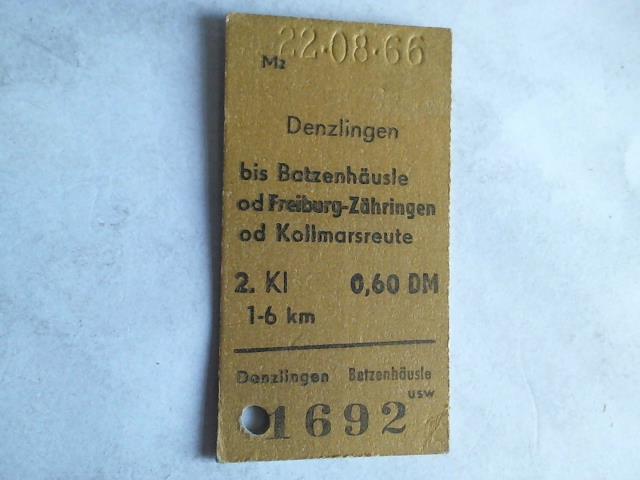 22·08·66
M2
Denzlingen
bis Batzenhäusle
od Freiburg-Zähringen
od Kollmarsreute
2. Kl 0,60 DM
1-6 km
Denzlingen Batzenhäusle
usw
1692